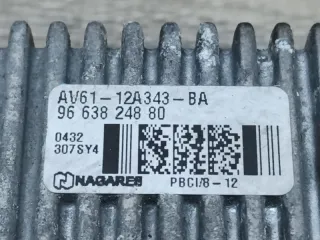 AV61-12A343-BA
96 638 248 80
0432
307SY4
NAGARES
PBCI/8-12